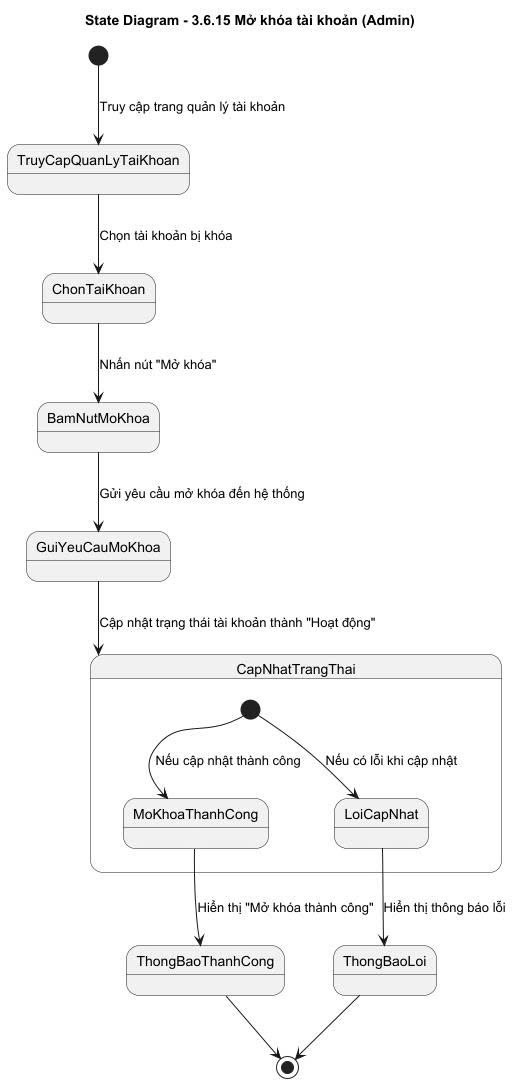 State Diagram - 3.6.15 Mở khóa tài khoản (Admin)
Truy cập trang quản lý tài khoản
TruyCapQuanLyTaiKhoan
Chọn tài khoản bị khóa
ChonTaiKhoan
Nhấn nút "Mở khóa"
BamNutMoKhoa
Gửi yêu cầu mở khóa đến hệ thống
GuiYeuCauMoKhoa
Cập nhật trạng thái tài khoản thành "Hoạt động"
CapNhatTrangThai
Nếu cập nhật thành công
Nếu có lỗi khi cập nhật
MoKhoaThanhCong
LoiCapNhat
Hiển thị "Mở khóa thành công"
Hiển thị thông báo lỗi
ThongBaoThanhCong
ThongBaoLoi